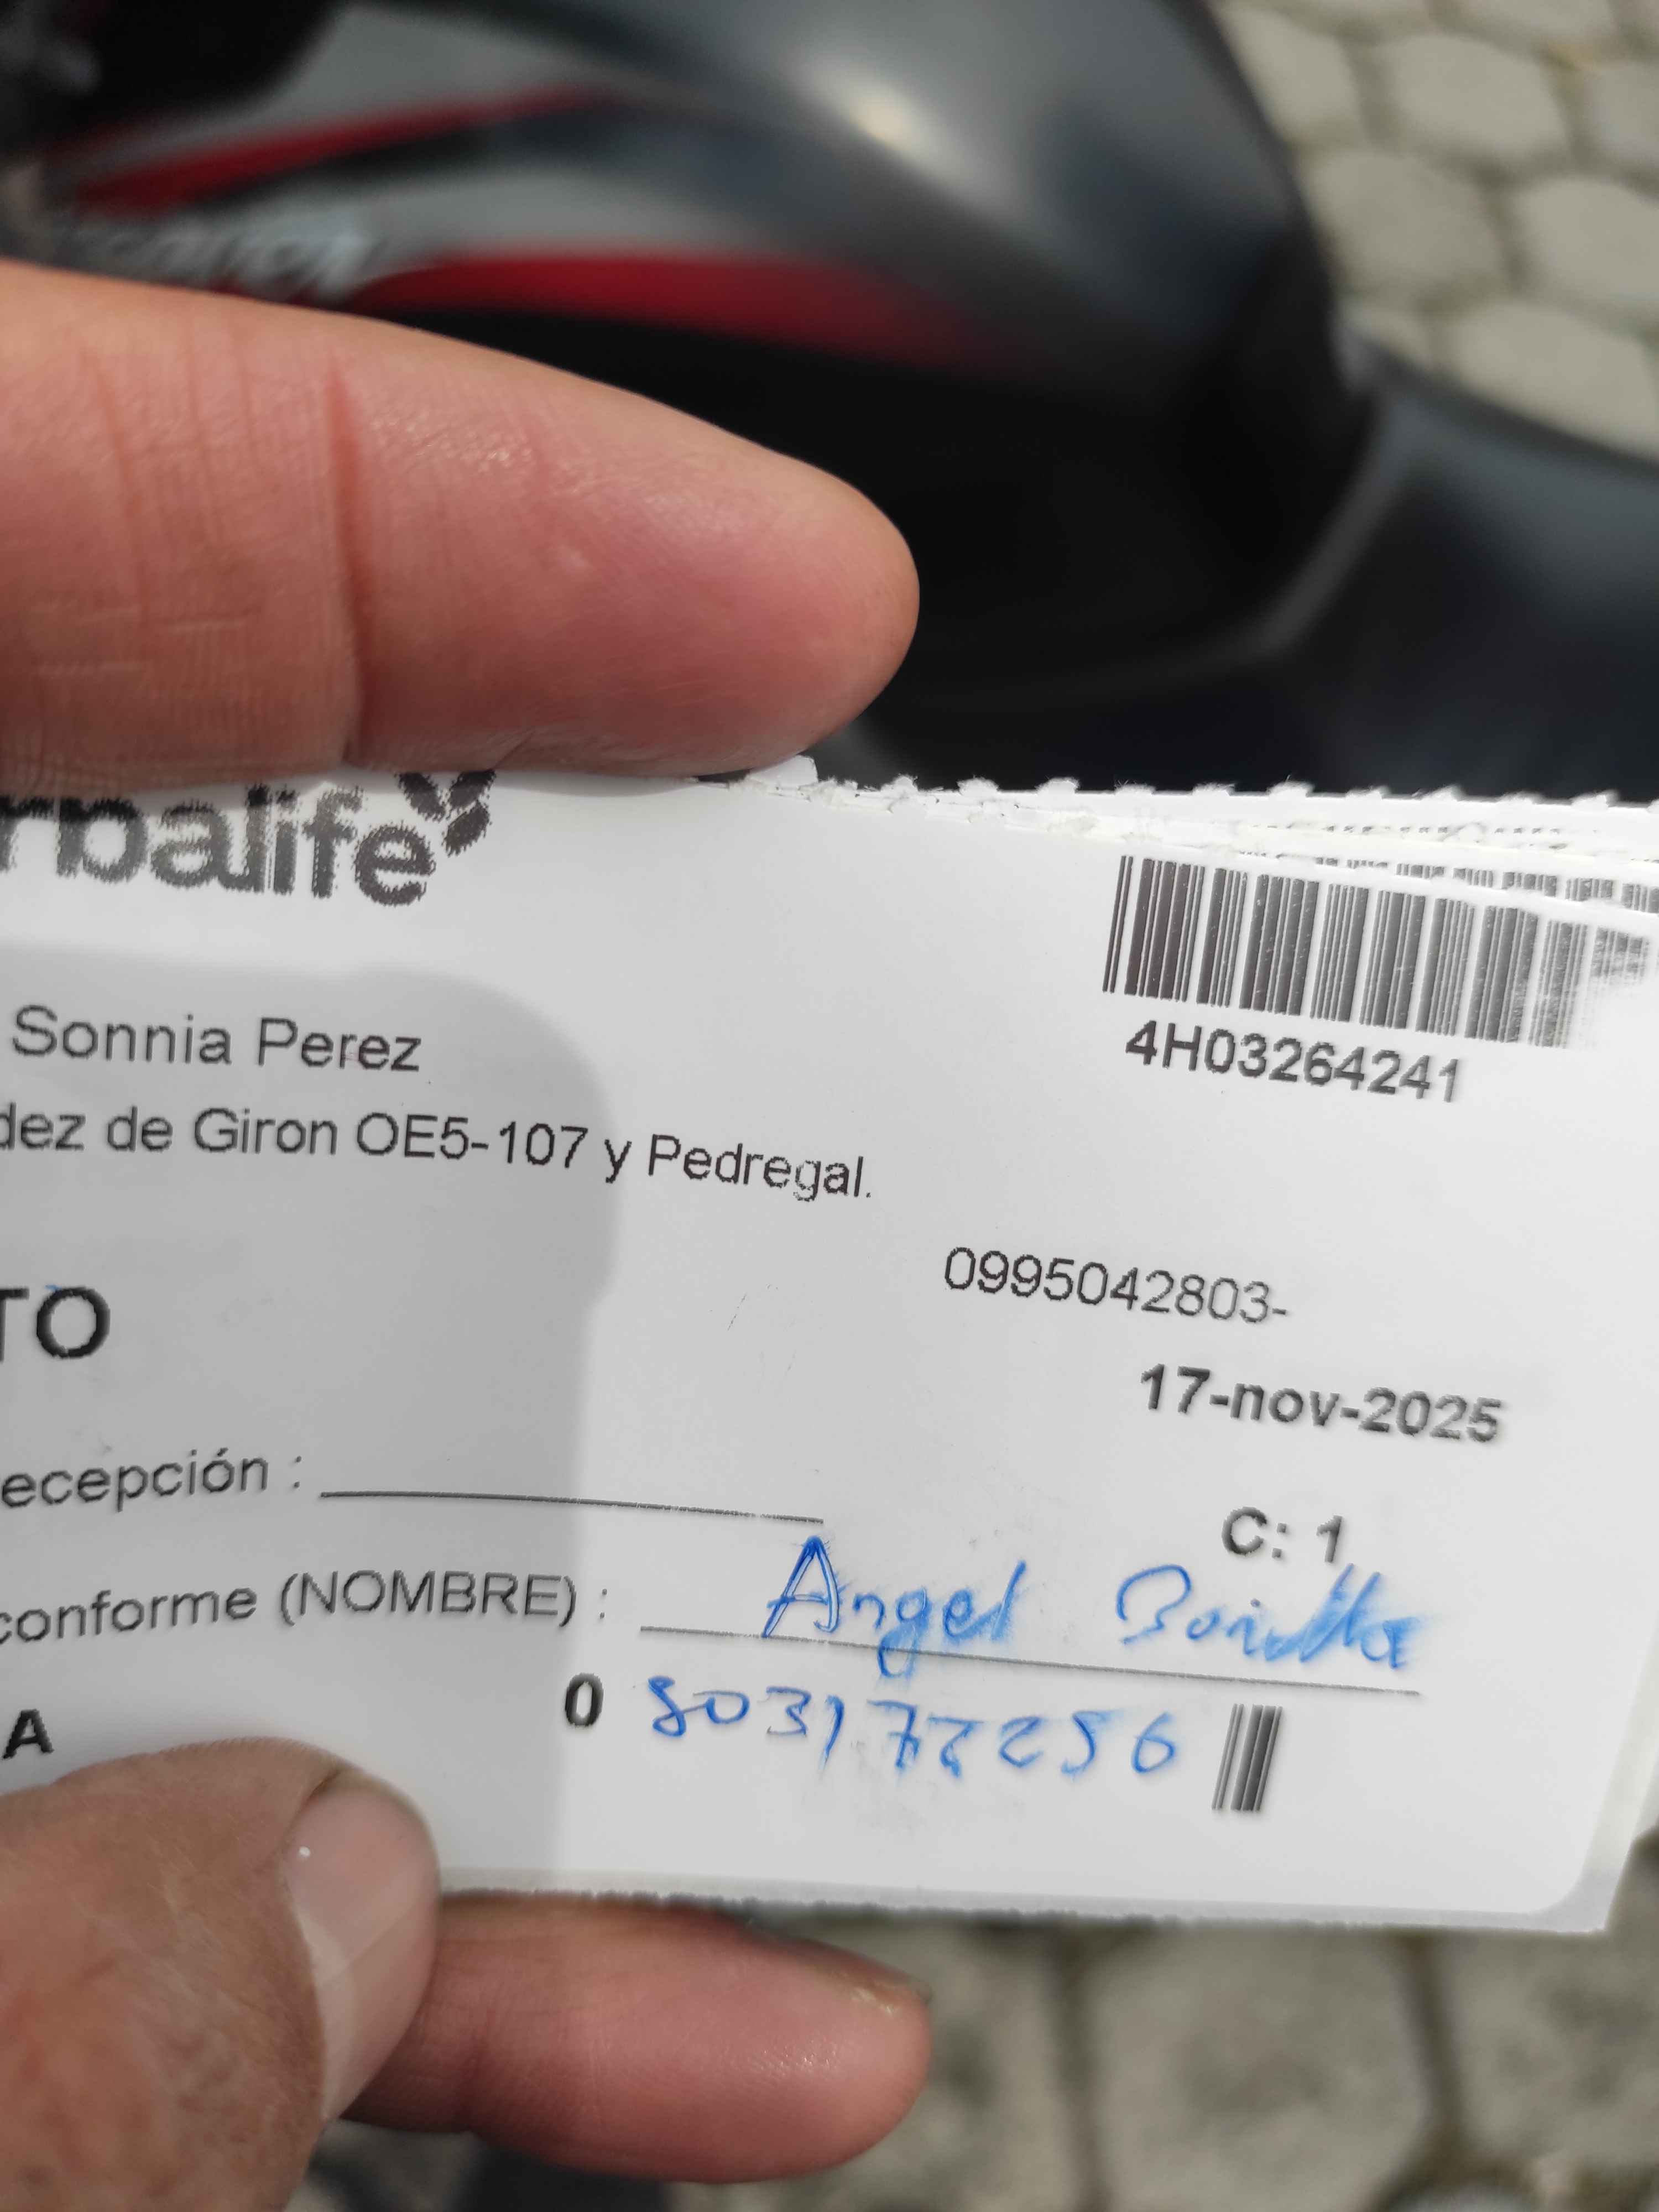 rbalife
4H03264241
Sonnia Perez
dez de Giron OE5-107 y Pedregal.
0995042803-
TO
17-nov-2025
ecepción :
C: 1
conforme (NOMBRE) : Angel Bonilla
A 0 803172256